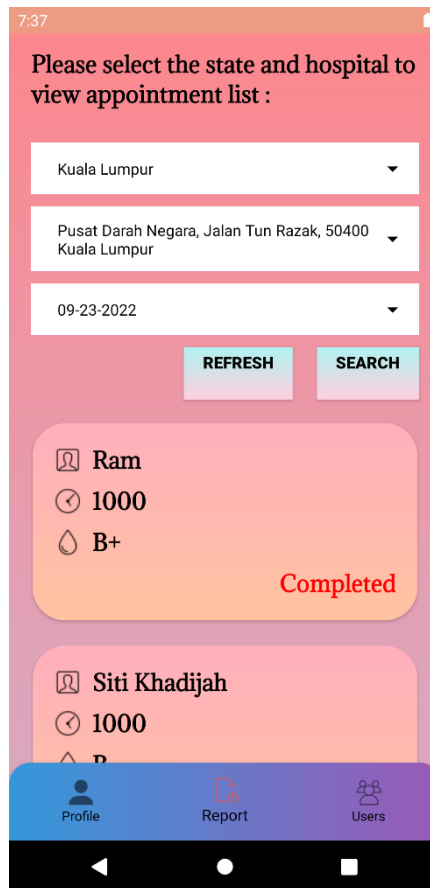 7:37
Please select the state and hospital to
view appointment list :
Kuala Lumpur
Pusat Darah Negara, Jalan Tun Razak, 50400
Kuala Lumpur
09-23-2022
REFRESH SEARCH
Ram
1000
B+
Completed
Siti Khadijah
1000
Profile Report Users